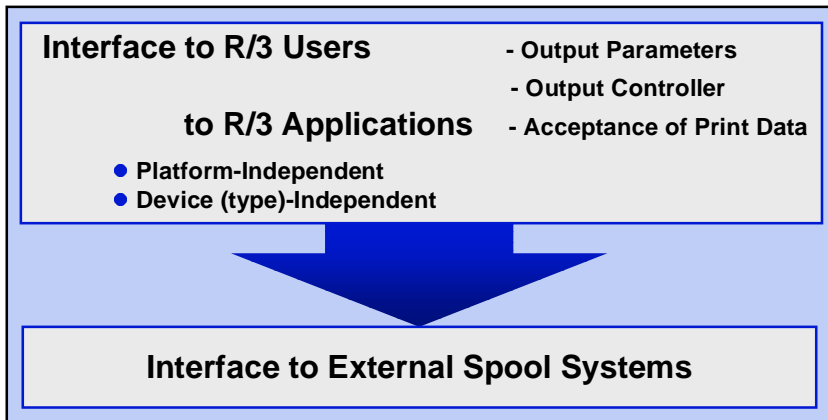 Interface to R/3 Users - Output Parameters
- Output Controller
to R/3 Applications - Acceptance of Print Data
● Platform-Independent
● Device (type)-Independent
Interface to External Spool Systems